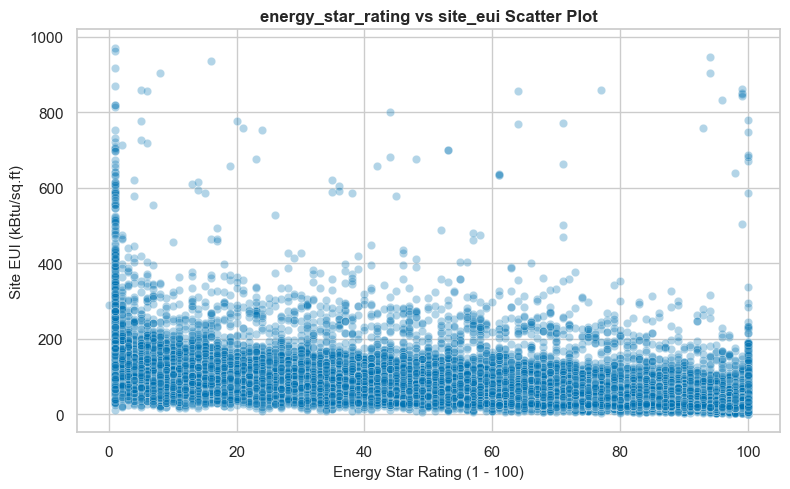 energy_star_rating vs site_eui Scatter Plot
1000
800
600
400
200
0
Site EUI (kBtu/sq.ft)
0 20 40 60 80 100
Energy Star Rating (1 - 100)